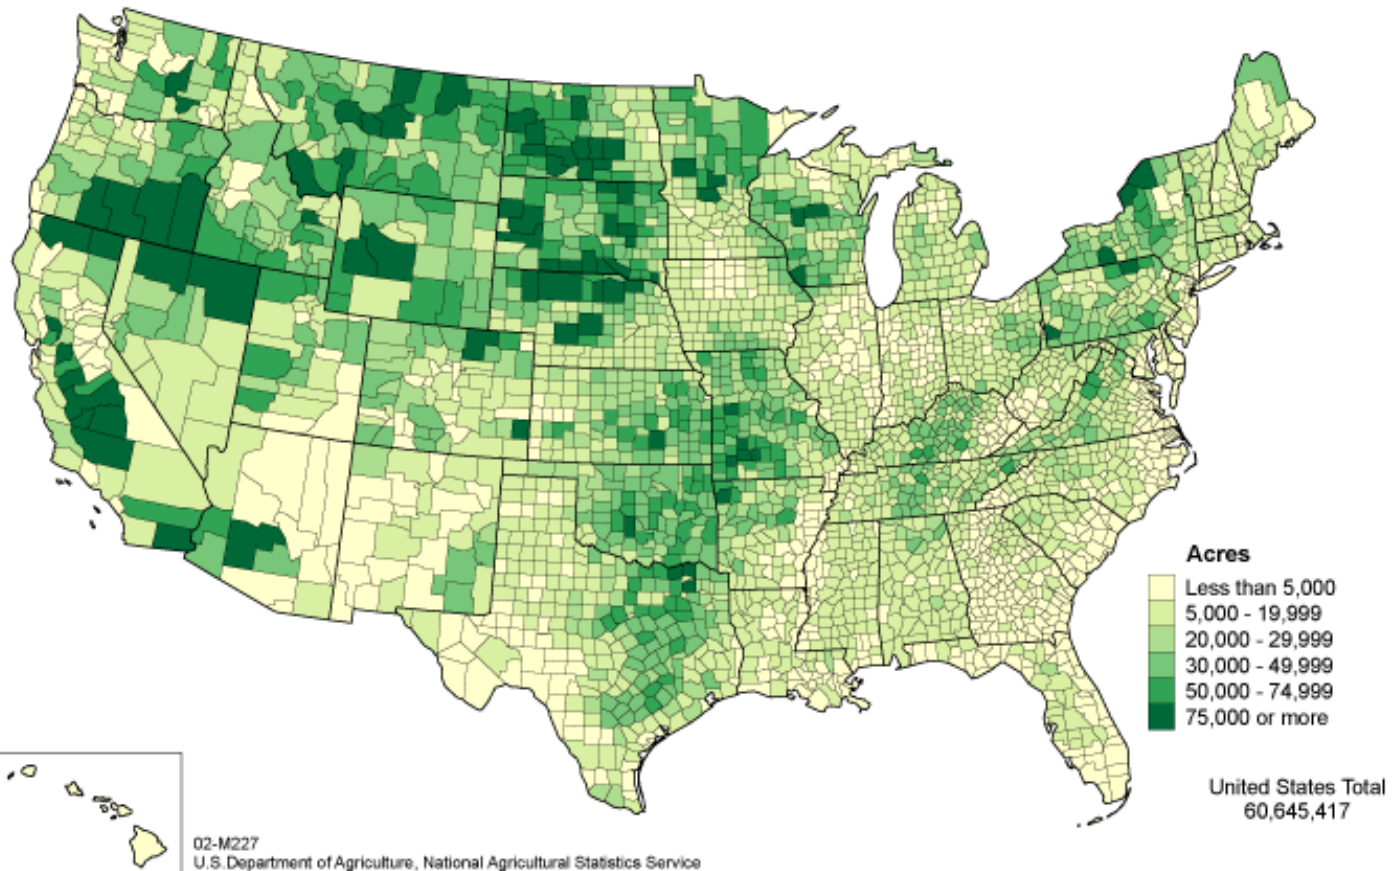 Acres
Less than 5,000
5,000 - 19,999
20,000 - 29,999
30,000 - 49,999
50,000 - 74,999
75,000 or more
United States Total
60,645,417
02-M227
U.S.Department of Agriculture, National Agricultural Statistics Service